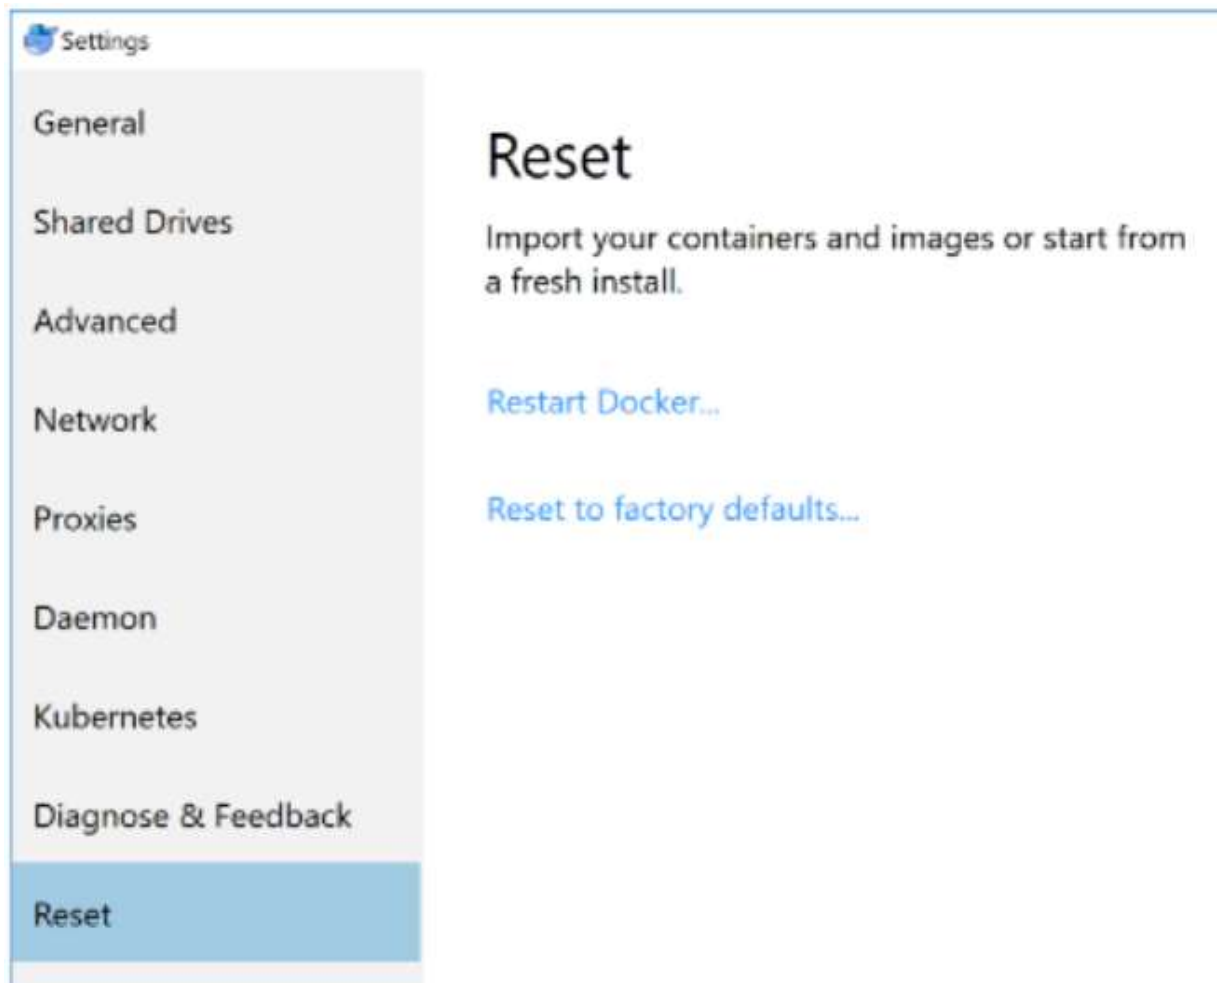 Settings
General
Shared Drives
Advanced
Network
Proxies
Daemon
Kubernetes
Diagnose & Feedback
Reset
Reset
Import your containers and images or start from
a fresh install.
Restart Docker...
Reset to factory defaults...